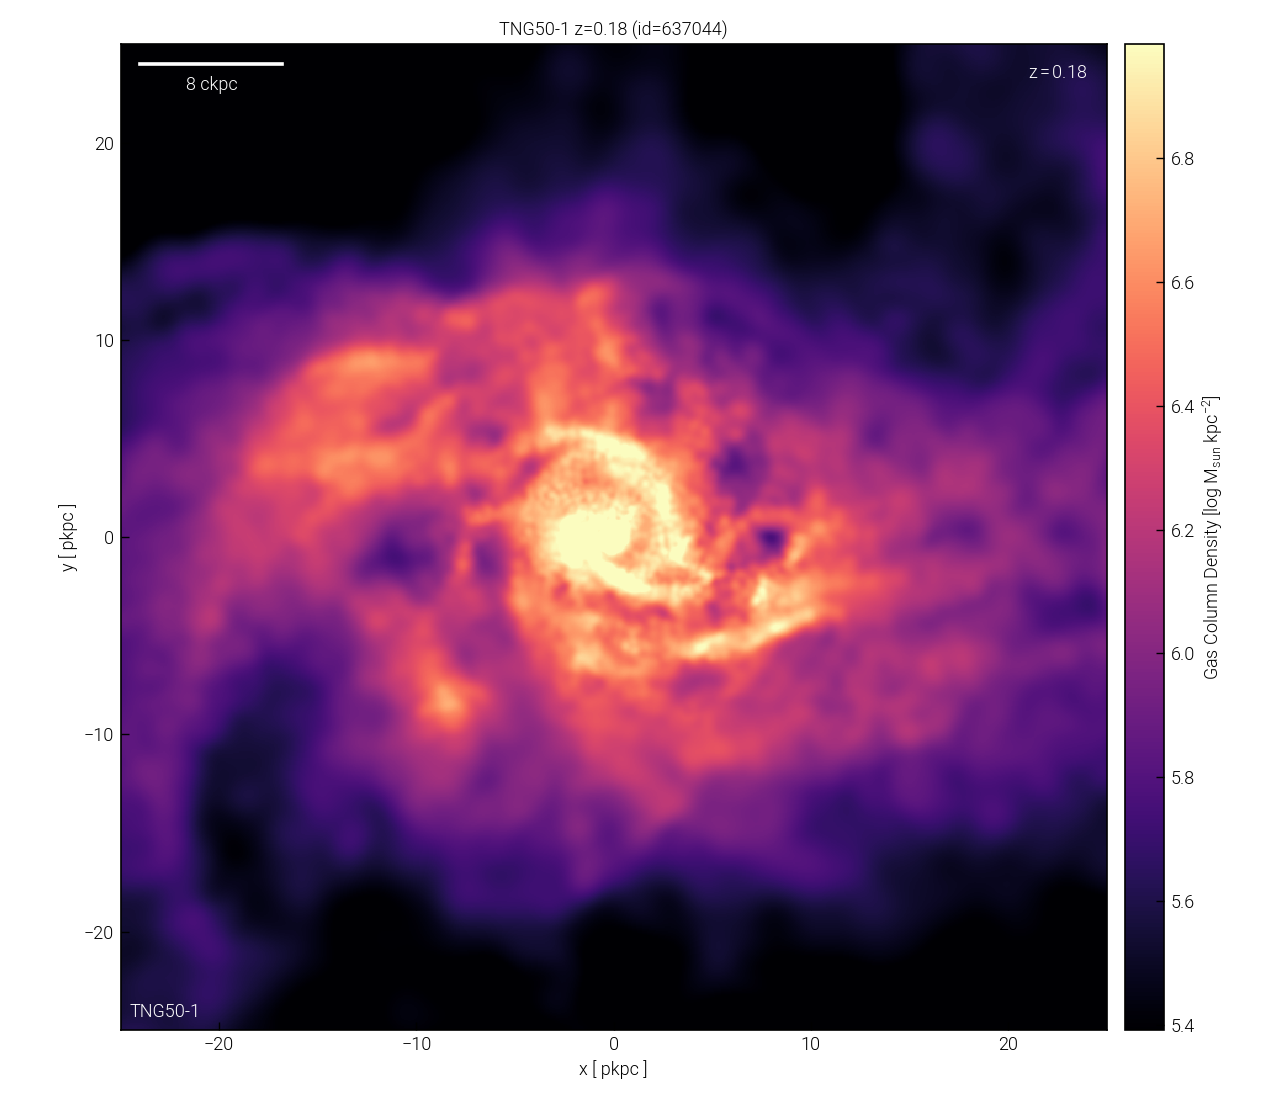 TNG50-1 z=0.18 (id=637044)
8 ckpc
z=0.18
TNG50-1
20
10
0
−10
−20
y [ pkpc ]
−20
−10
0
10
20
x [ pkpc ]
6.8
6.6
6.4
6.2
6.0
5.8
5.6
5.4
Gas Column Density [log M_sun kpc^−2]